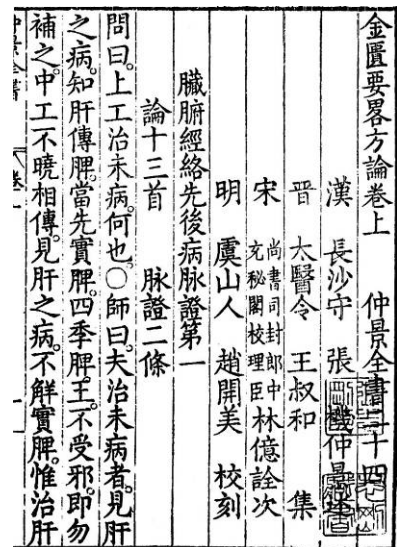 金匱要畧方論卷上　仲景全書二十四
漢　長沙守　張機仲景述
晉　太醫令　王叔和　集
宋　尚書司封郎中充秘閣校理臣林億詮次
明　虞山人　趙開美　校刻
臟腑經絡先後病脉證第一
論十三首　脉證二條
問曰。上工治未病。何也。○師曰。夫治未病者。見肝
之病。知肝傳脾。當先實脾。四季脾。王。不受邪。即勿
補之。中工不曉相傳。見肝之病。不解實脾。惟治肝